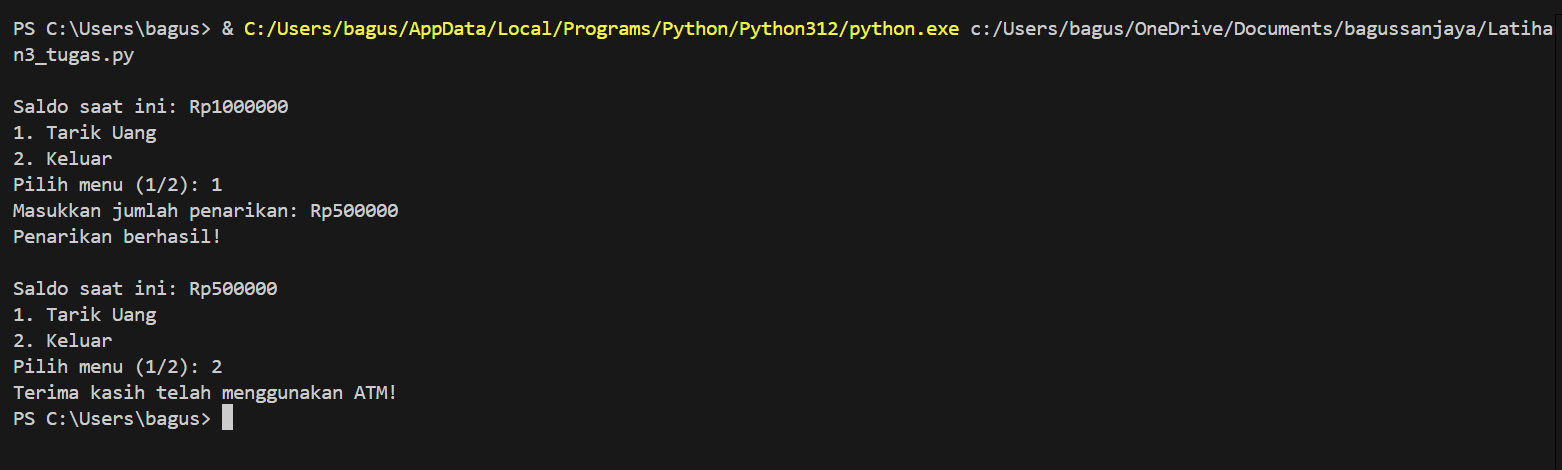 PS C:\Users\bagus> & C:/Users/bagus/AppData/Local/Programs/Python/Python312/python.exe c:/Users/bagus/OneDrive/Documents/bagussanjaya/Latiha
n3_tugas.py
Saldo saat ini: Rp1000000
1. Tarik Uang
2. Keluar
Pilih menu (1/2): 1
Masukkan jumlah penarikan: Rp500000
Penarikan berhasil!
Saldo saat ini: Rp500000
1. Tarik Uang
2. Keluar
Pilih menu (1/2): 2
Terima kasih telah menggunakan ATM!
PS C:\Users\bagus>